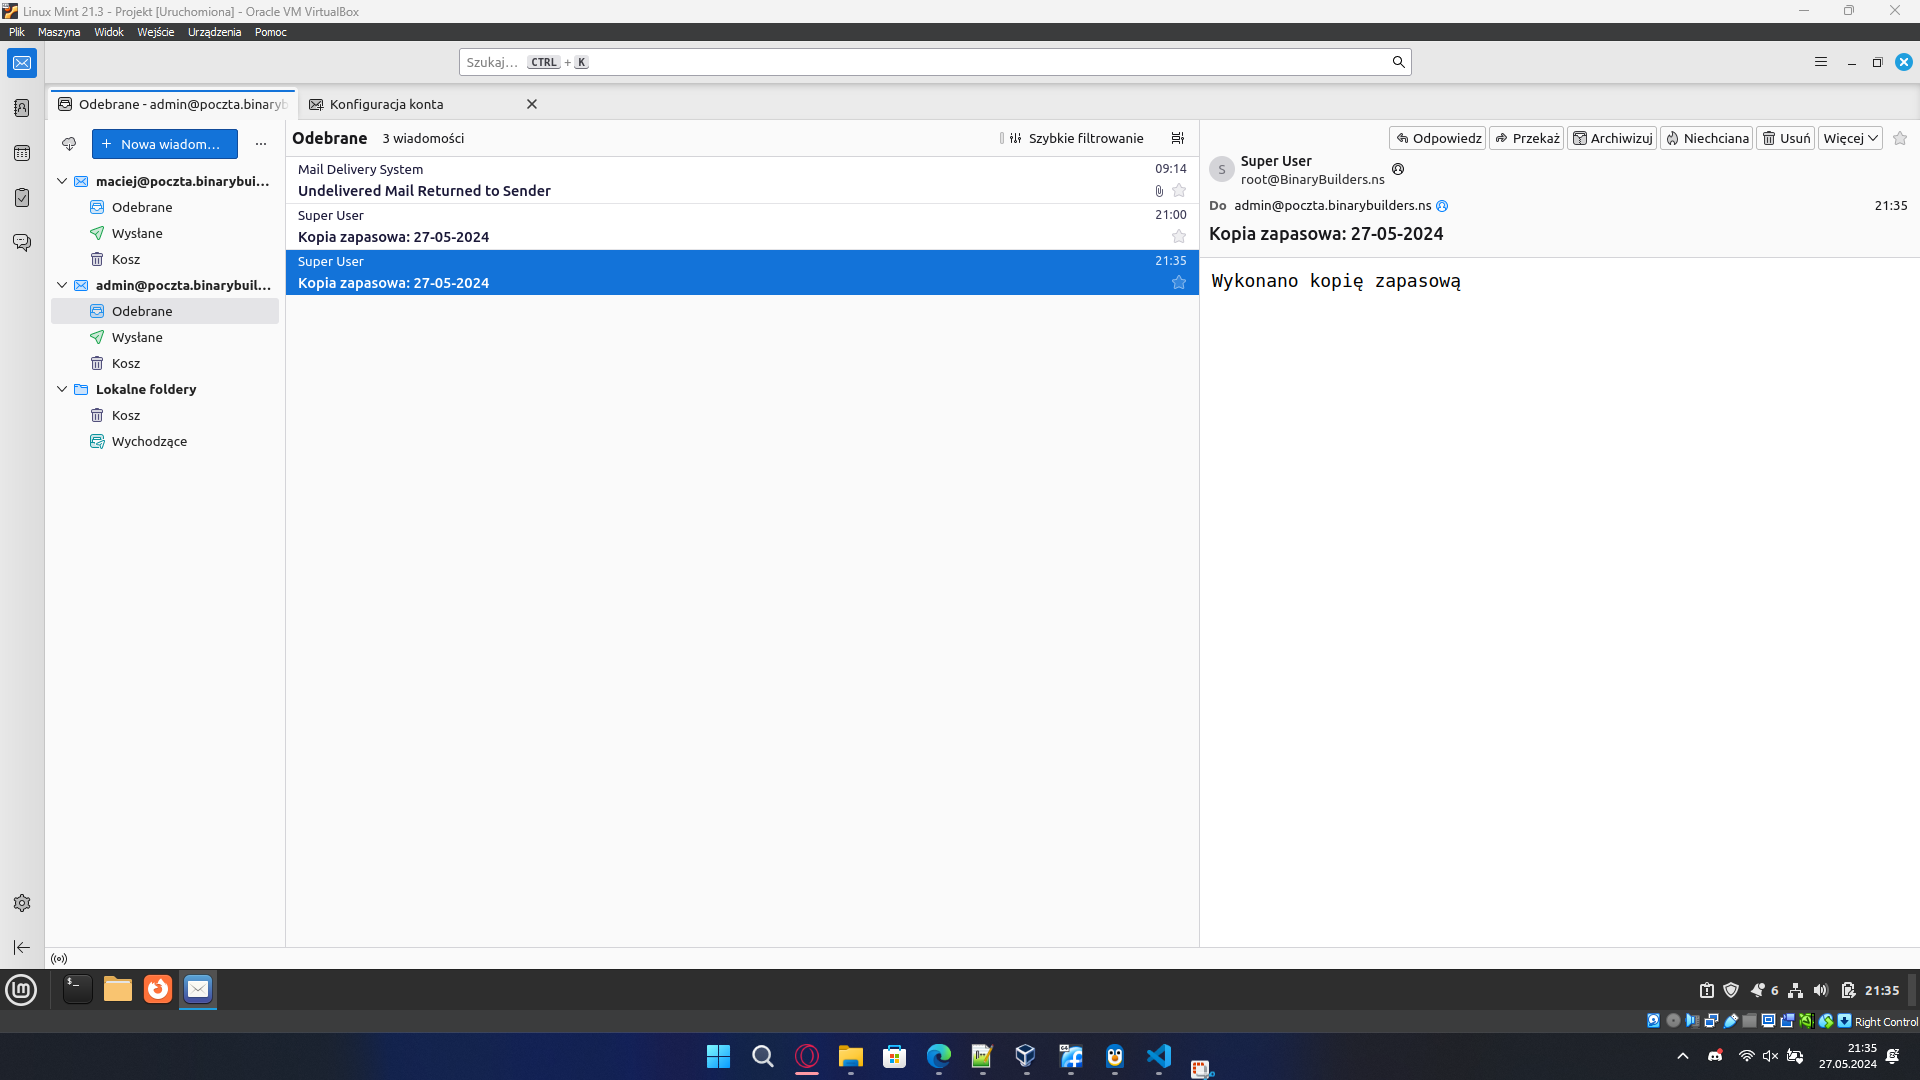 Linux Mint 21.3 - Projekt [Uruchomiona] - Oracle VM VirtualBox
Plik Maszyna Widok Wejście Urządzenia Pomoc
Szukaj… CTRL + K
Odebrane - admin@poczta.binaryb
Konfiguracja konta
+ Nowa wiadom…
maciej@poczta.binarybui…
Odebrane
Wysłane
Kosz
admin@poczta.binarybuil…
Odebrane
Wysłane
Kosz
Lokalne foldery
Kosz
Wychodzące
Odebrane 3 wiadomości
Szybkie filtrowanie
Mail Delivery System 09:14
Undelivered Mail Returned to Sender
Super User 21:00
Kopia zapasowa: 27-05-2024
Super User 21:35
Kopia zapasowa: 27-05-2024
Odpowiedz Przekaż Archiwizuj Niechciana Usuń Więcej
S
Super User
root@BinaryBuilders.ns
Do admin@poczta.binarybuilders.ns 21:35
Kopia zapasowa: 27-05-2024
Wykonano kopię zapasową
6 21:35
Right Control
21:35
27.05.2024